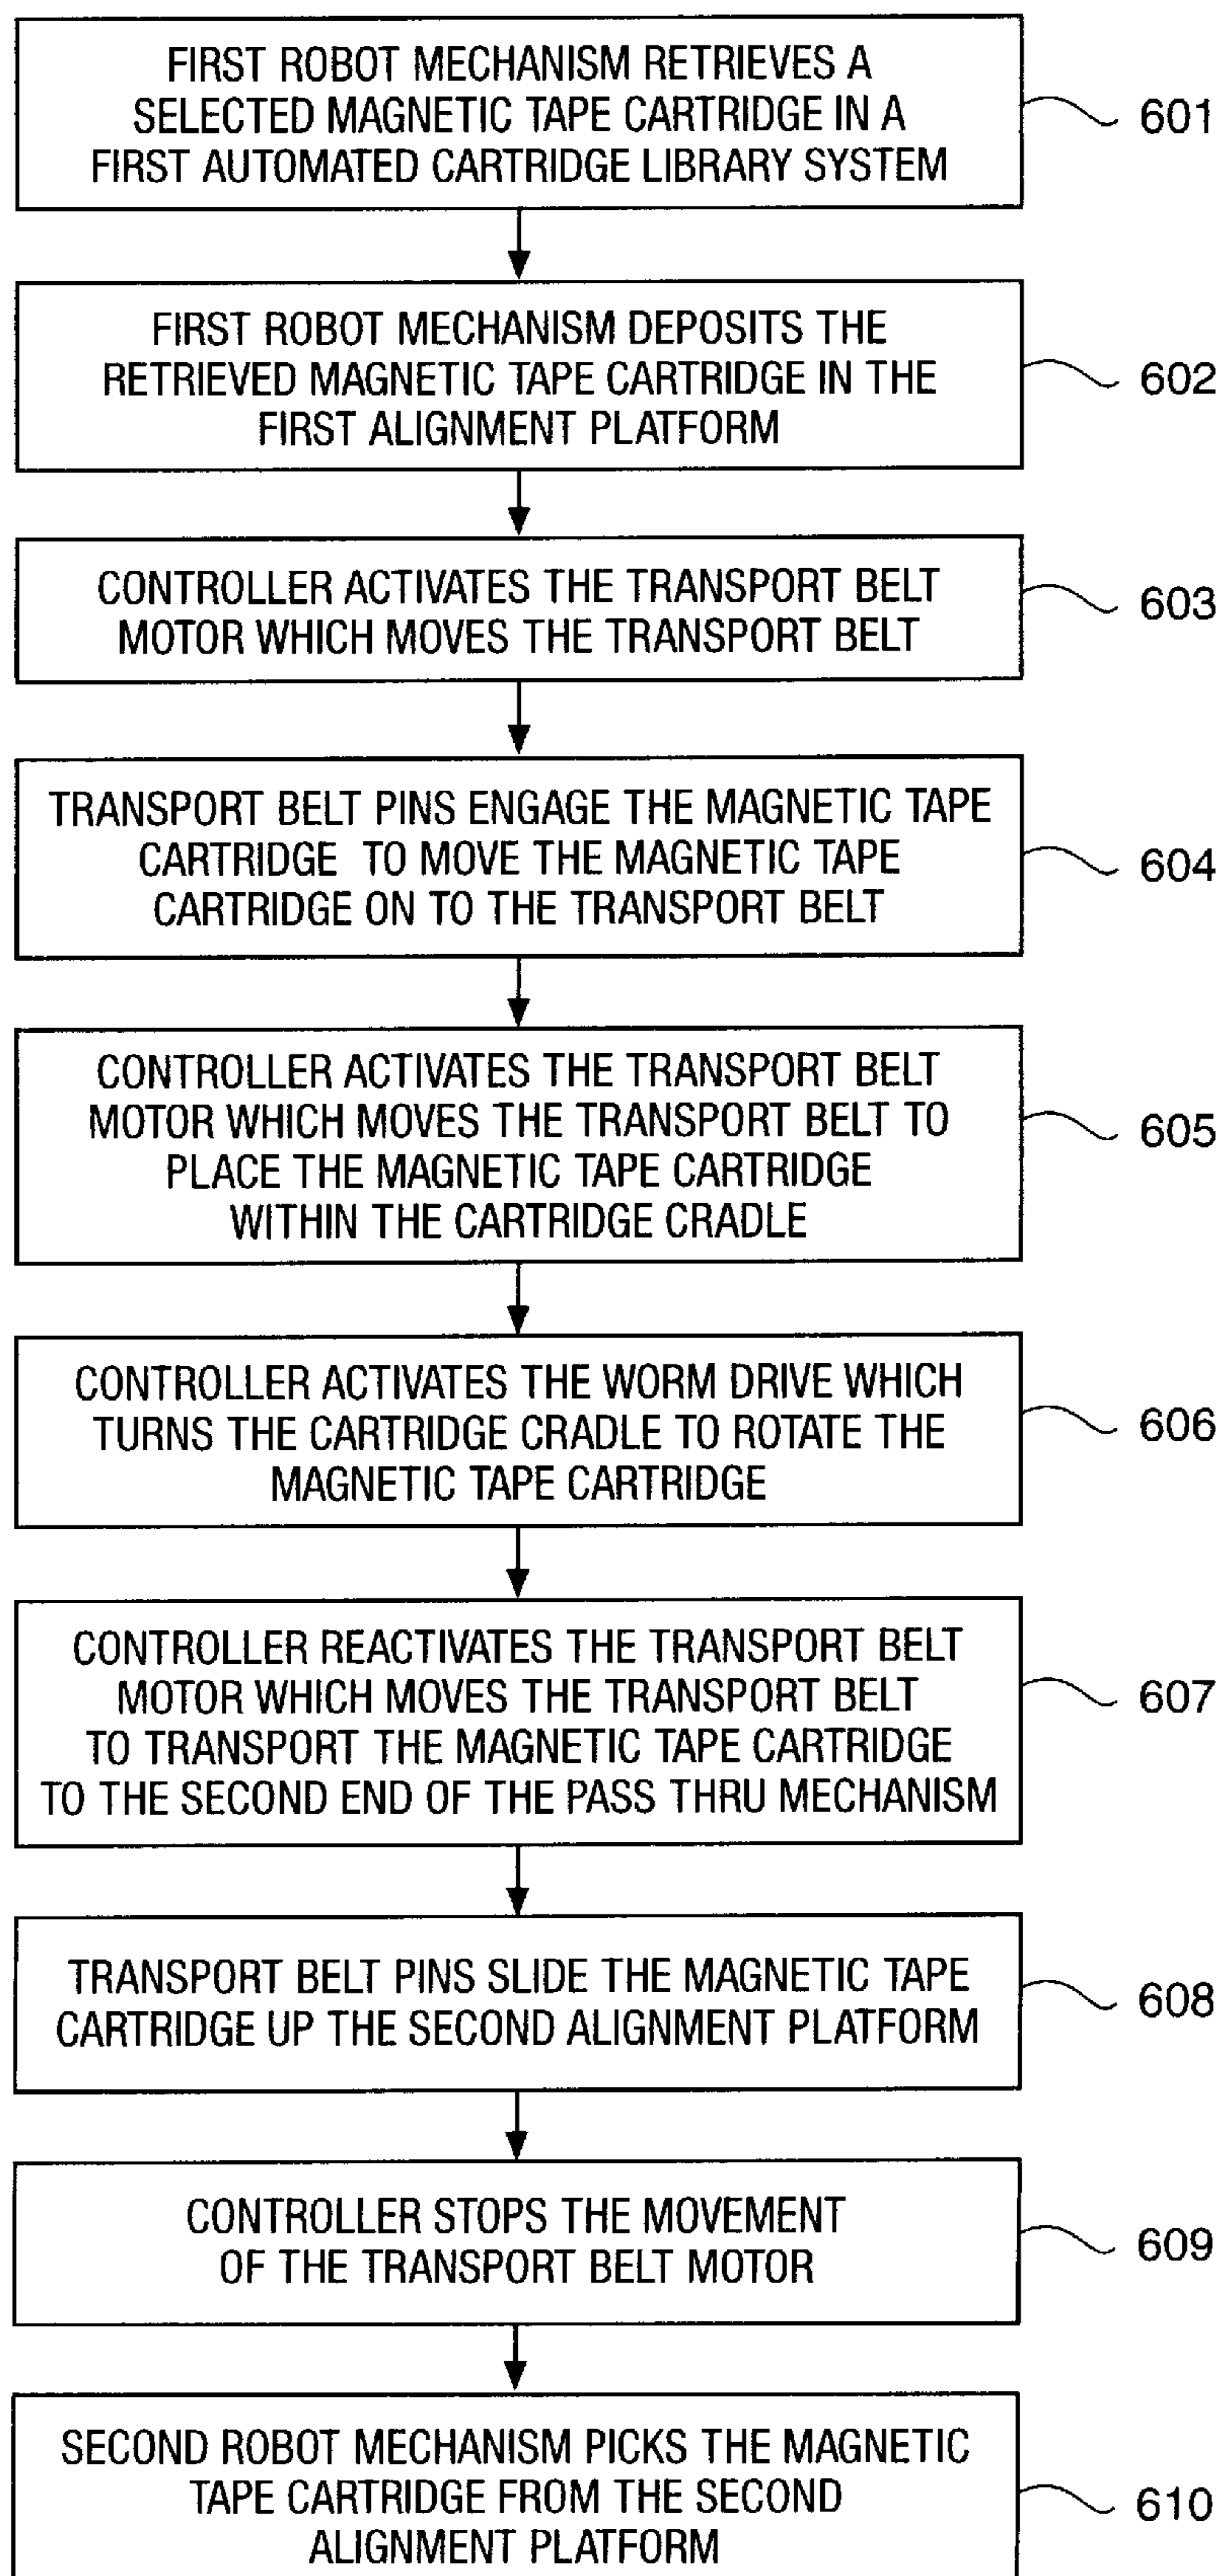 FIRST ROBOT MECHANISM RETRIEVES A
SELECTED MAGNETIC TAPE CARTRIDGE IN A
FIRST AUTOMATED CARTRIDGE LIBRARY SYSTEM
601
FIRST ROBOT MECHANISM DEPOSITS THE
RETRIEVED MAGNETIC TAPE CARTRIDGE IN THE
FIRST ALIGNMENT PLATFORM
602
CONTROLLER ACTIVATES THE TRANSPORT BELT
MOTOR WHICH MOVES THE TRANSPORT BELT
603
TRANSPORT BELT PINS ENGAGE THE MAGNETIC TAPE
CARTRIDGE TO MOVE THE MAGNETIC TAPE
CARTRIDGE ON TO THE TRANSPORT BELT
604
CONTROLLER ACTIVATES THE TRANSPORT BELT
MOTOR WHICH MOVES THE TRANSPORT BELT TO
PLACE THE MAGNETIC TAPE CARTRIDGE
WITHIN THE CARTRIDGE CRADLE
605
CONTROLLER ACTIVATES THE WORM DRIVE WHICH
TURNS THE CARTRIDGE CRADLE TO ROTATE THE
MAGNETIC TAPE CARTRIDGE
606
CONTROLLER REACTIVATES THE TRANSPORT BELT
MOTOR WHICH MOVES THE TRANSPORT BELT
TO TRANSPORT THE MAGNETIC TAPE CARTRIDGE
TO THE SECOND END OF THE PASS THRU MECHANISM
607
TRANSPORT BELT PINS SLIDE THE MAGNETIC TAPE
CARTRIDGE UP THE SECOND ALIGNMENT PLATFORM
608
CONTROLLER STOPS THE MOVEMENT
OF THE TRANSPORT BELT MOTOR
609
SECOND ROBOT MECHANISM PICKS THE MAGNETIC
TAPE CARTRIDGE FROM THE SECOND
ALIGNMENT PLATFORM
610